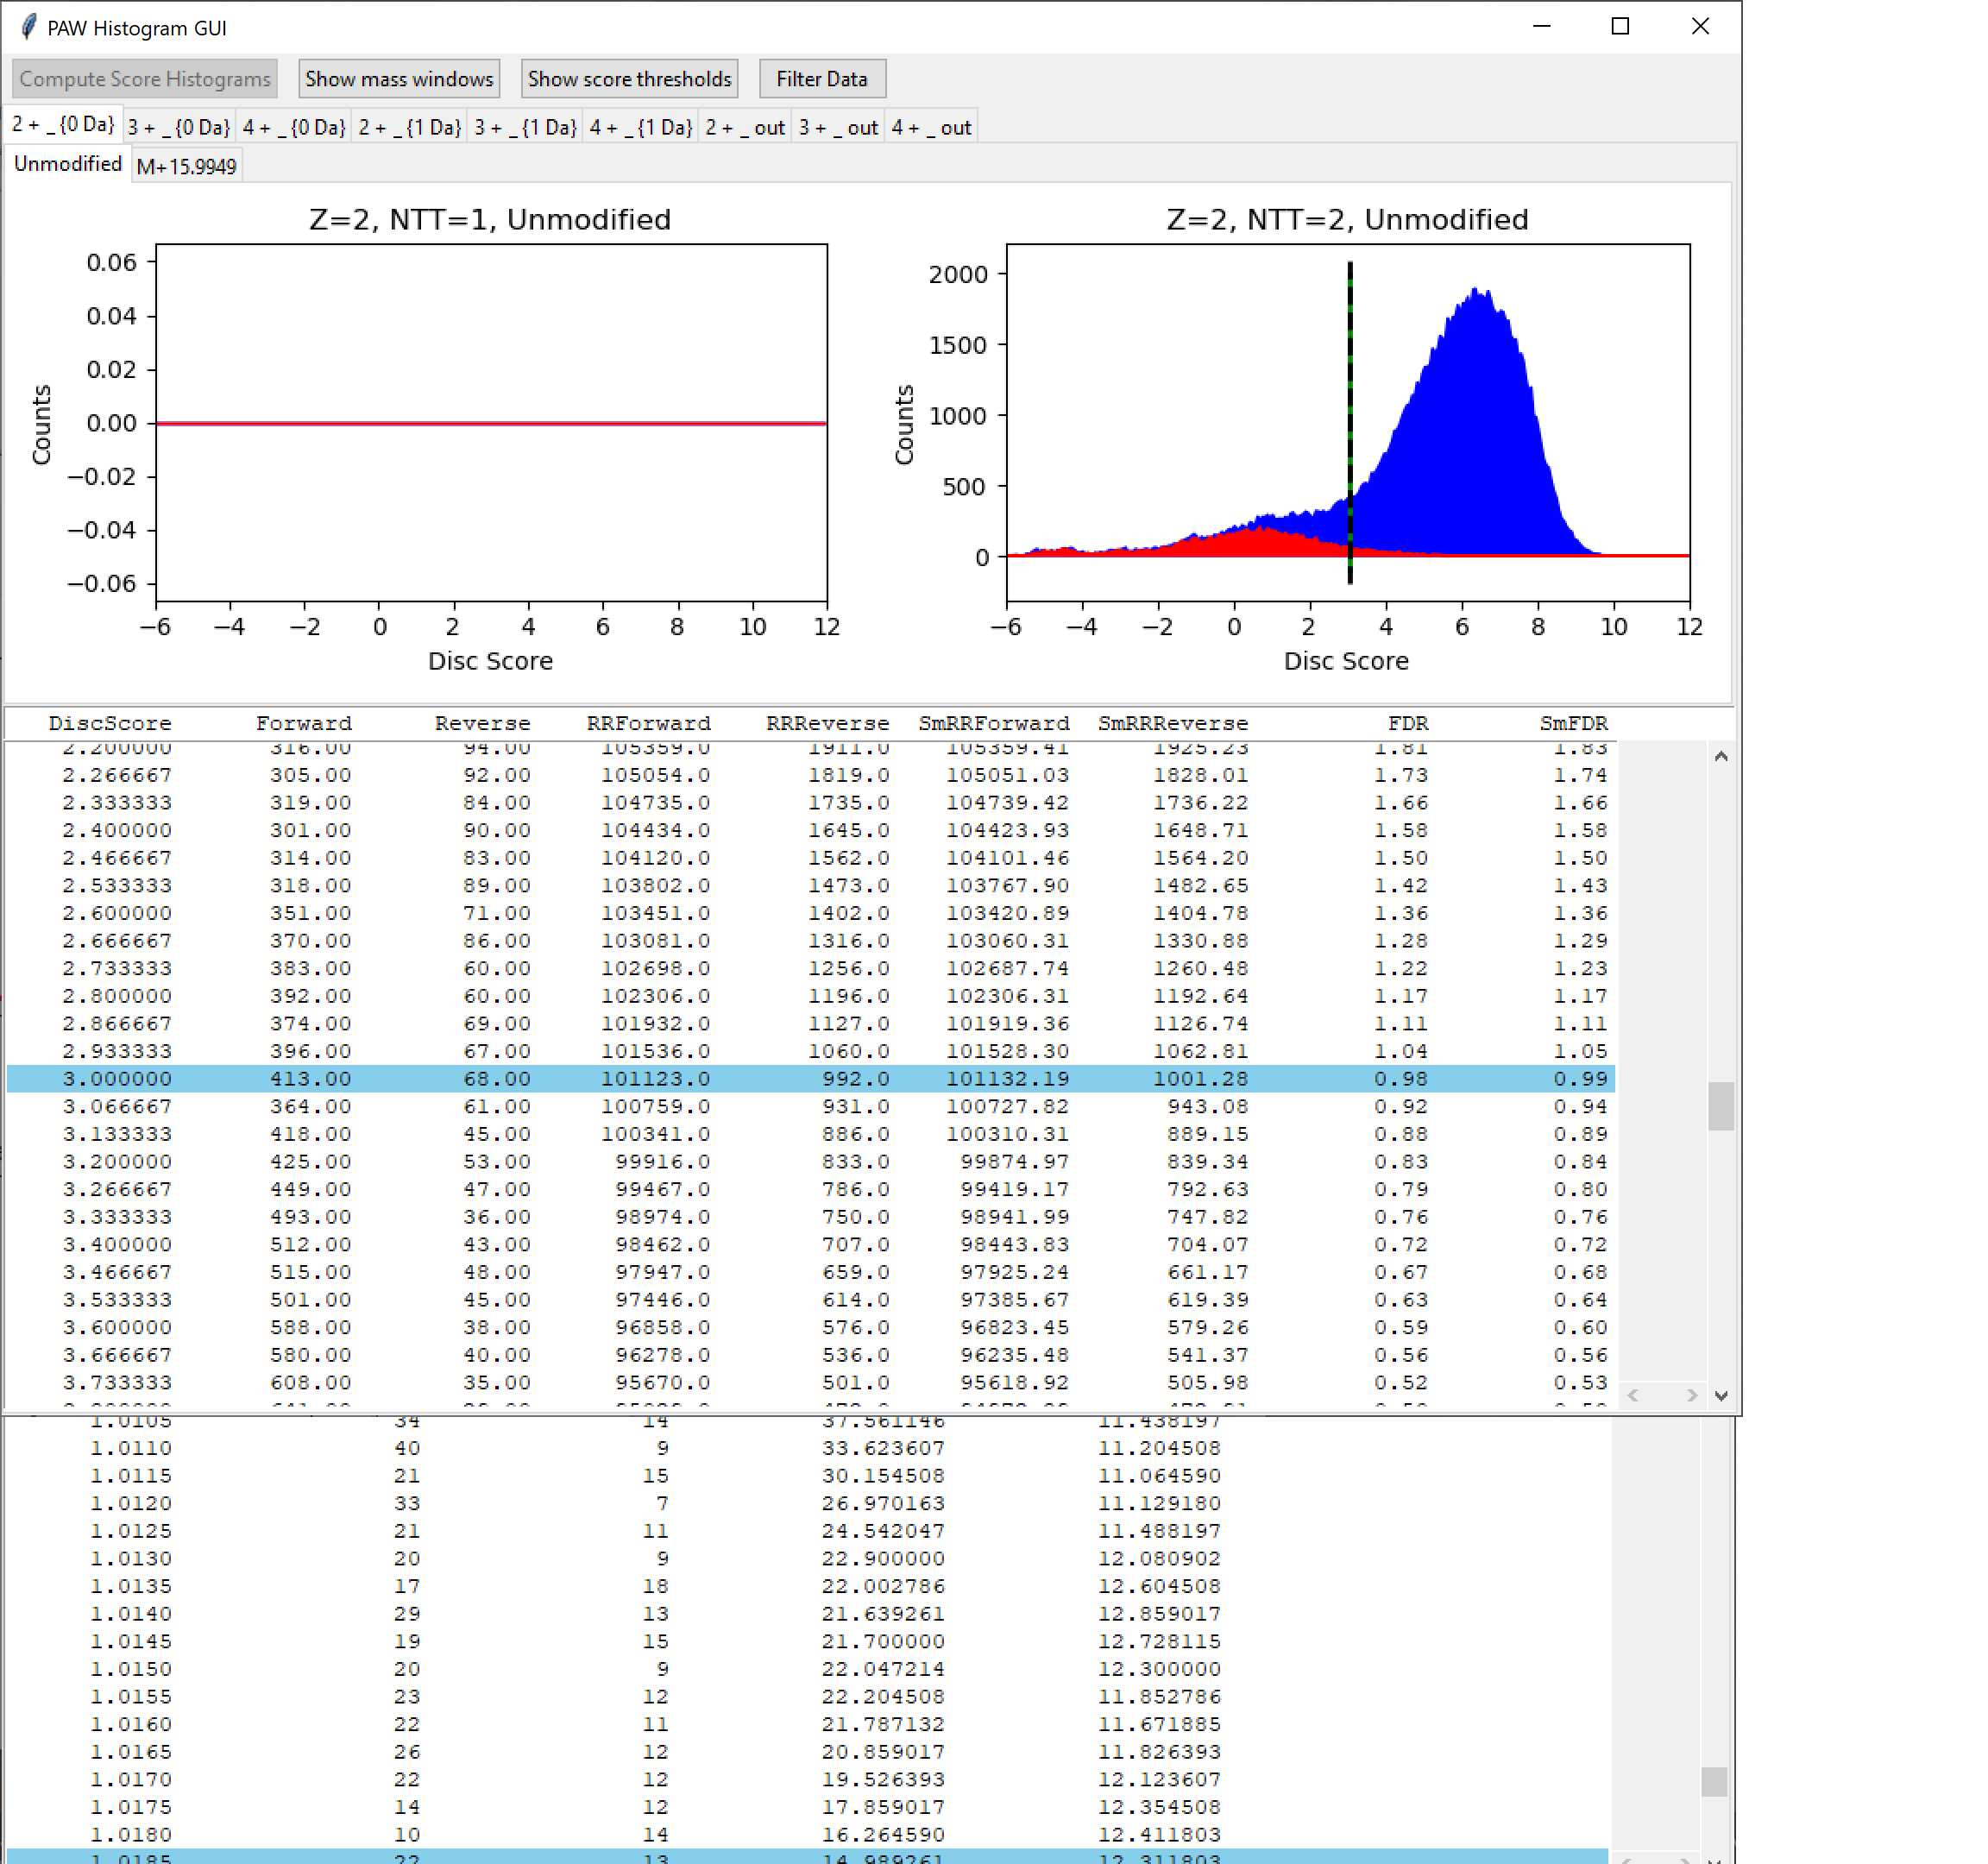 PAW Histogram GUI
Compute Score Histograms Show mass windows Show score thresholds Filter Data
2 + _ {0 Da} 3 + _ {0 Da} 4 + _ {0 Da} 2 + _ {1 Da} 3 + _ {1 Da} 4 + _ {1 Da} 2 + _ out 3 + _ out 4 + _ out
Unmodified M+15.9949
Z=2, NTT=1, Unmodified
0.06
0.04
0.02
0.00
−0.02
−0.04
−0.06
Counts
−6 −4 −2 0 2 4 6 8 10 12
Disc Score
Z=2, NTT=2, Unmodified
2000
1500
1000
500
0
Counts
−6 −4 −2 0 2 4 6 8 10 12
Disc Score
DiscScore Forward Reverse RRForward RRReverse SmRRForward SmRRReverse FDR SmFDR
2.200000 316.00 94.00 105359.0 1911.0 105359.41 1925.23 1.81 1.83
2.266667 305.00 92.00 105054.0 1819.0 105051.03 1828.01 1.73 1.74
2.333333 319.00 84.00 104735.0 1735.0 104739.42 1736.22 1.66 1.66
2.400000 301.00 90.00 104434.0 1645.0 104423.93 1648.71 1.58 1.58
2.466667 314.00 83.00 104120.0 1562.0 104101.46 1564.20 1.50 1.50
2.533333 318.00 89.00 103802.0 1473.0 103767.90 1482.65 1.42 1.43
2.600000 351.00 71.00 103451.0 1402.0 103420.89 1404.78 1.36 1.36
2.666667 370.00 86.00 103081.0 1316.0 103060.31 1330.88 1.28 1.29
2.733333 383.00 60.00 102698.0 1256.0 102687.74 1260.48 1.22 1.23
2.800000 392.00 60.00 102306.0 1196.0 102306.31 1192.64 1.17 1.17
2.866667 374.00 69.00 101932.0 1127.0 101919.36 1126.74 1.11 1.11
2.933333 396.00 67.00 101536.0 1060.0 101528.30 1062.81 1.04 1.05
3.000000 413.00 68.00 101123.0 992.0 101132.19 1001.28 0.98 0.99
3.066667 364.00 61.00 100759.0 931.0 100727.82 943.08 0.92 0.94
3.133333 418.00 45.00 100341.0 886.0 100310.31 889.15 0.88 0.89
3.200000 425.00 53.00 99916.0 833.0 99874.97 839.34 0.83 0.84
3.266667 449.00 47.00 99467.0 786.0 99419.17 792.63 0.79 0.80
3.333333 493.00 36.00 98974.0 750.0 98941.99 747.82 0.76 0.76
3.400000 512.00 43.00 98462.0 707.0 98443.83 704.07 0.72 0.72
3.466667 515.00 48.00 97947.0 659.0 97925.24 661.17 0.67 0.68
3.533333 501.00 45.00 97446.0 614.0 97385.67 619.39 0.63 0.64
3.600000 588.00 38.00 96858.0 576.0 96823.45 579.26 0.59 0.60
3.666667 580.00 40.00 96278.0 536.0 96235.48 541.37 0.56 0.56
3.733333 608.00 35.00 95670.0 501.0 95618.92 505.98 0.52 0.53
1.0105 34 14 37.561146 11.438197
1.0110 40 9 33.623607 11.204508
1.0115 21 15 30.154508 11.064590
1.0120 33 7 26.970163 11.129180
1.0125 21 11 24.542047 11.488197
1.0130 20 9 22.900000 12.080902
1.0135 17 18 22.002786 12.604508
1.0140 29 13 21.639261 12.859017
1.0145 19 15 21.700000 12.728115
1.0150 20 9 22.047214 12.300000
1.0155 23 12 22.204508 11.852786
1.0160 22 11 21.787132 11.671885
1.0165 26 12 20.859017 11.826393
1.0170 22 12 19.526393 12.123607
1.0175 14 12 17.859017 12.354508
1.0180 10 14 16.264590 12.411803
1.0185 22 13 14.989261 12.311803